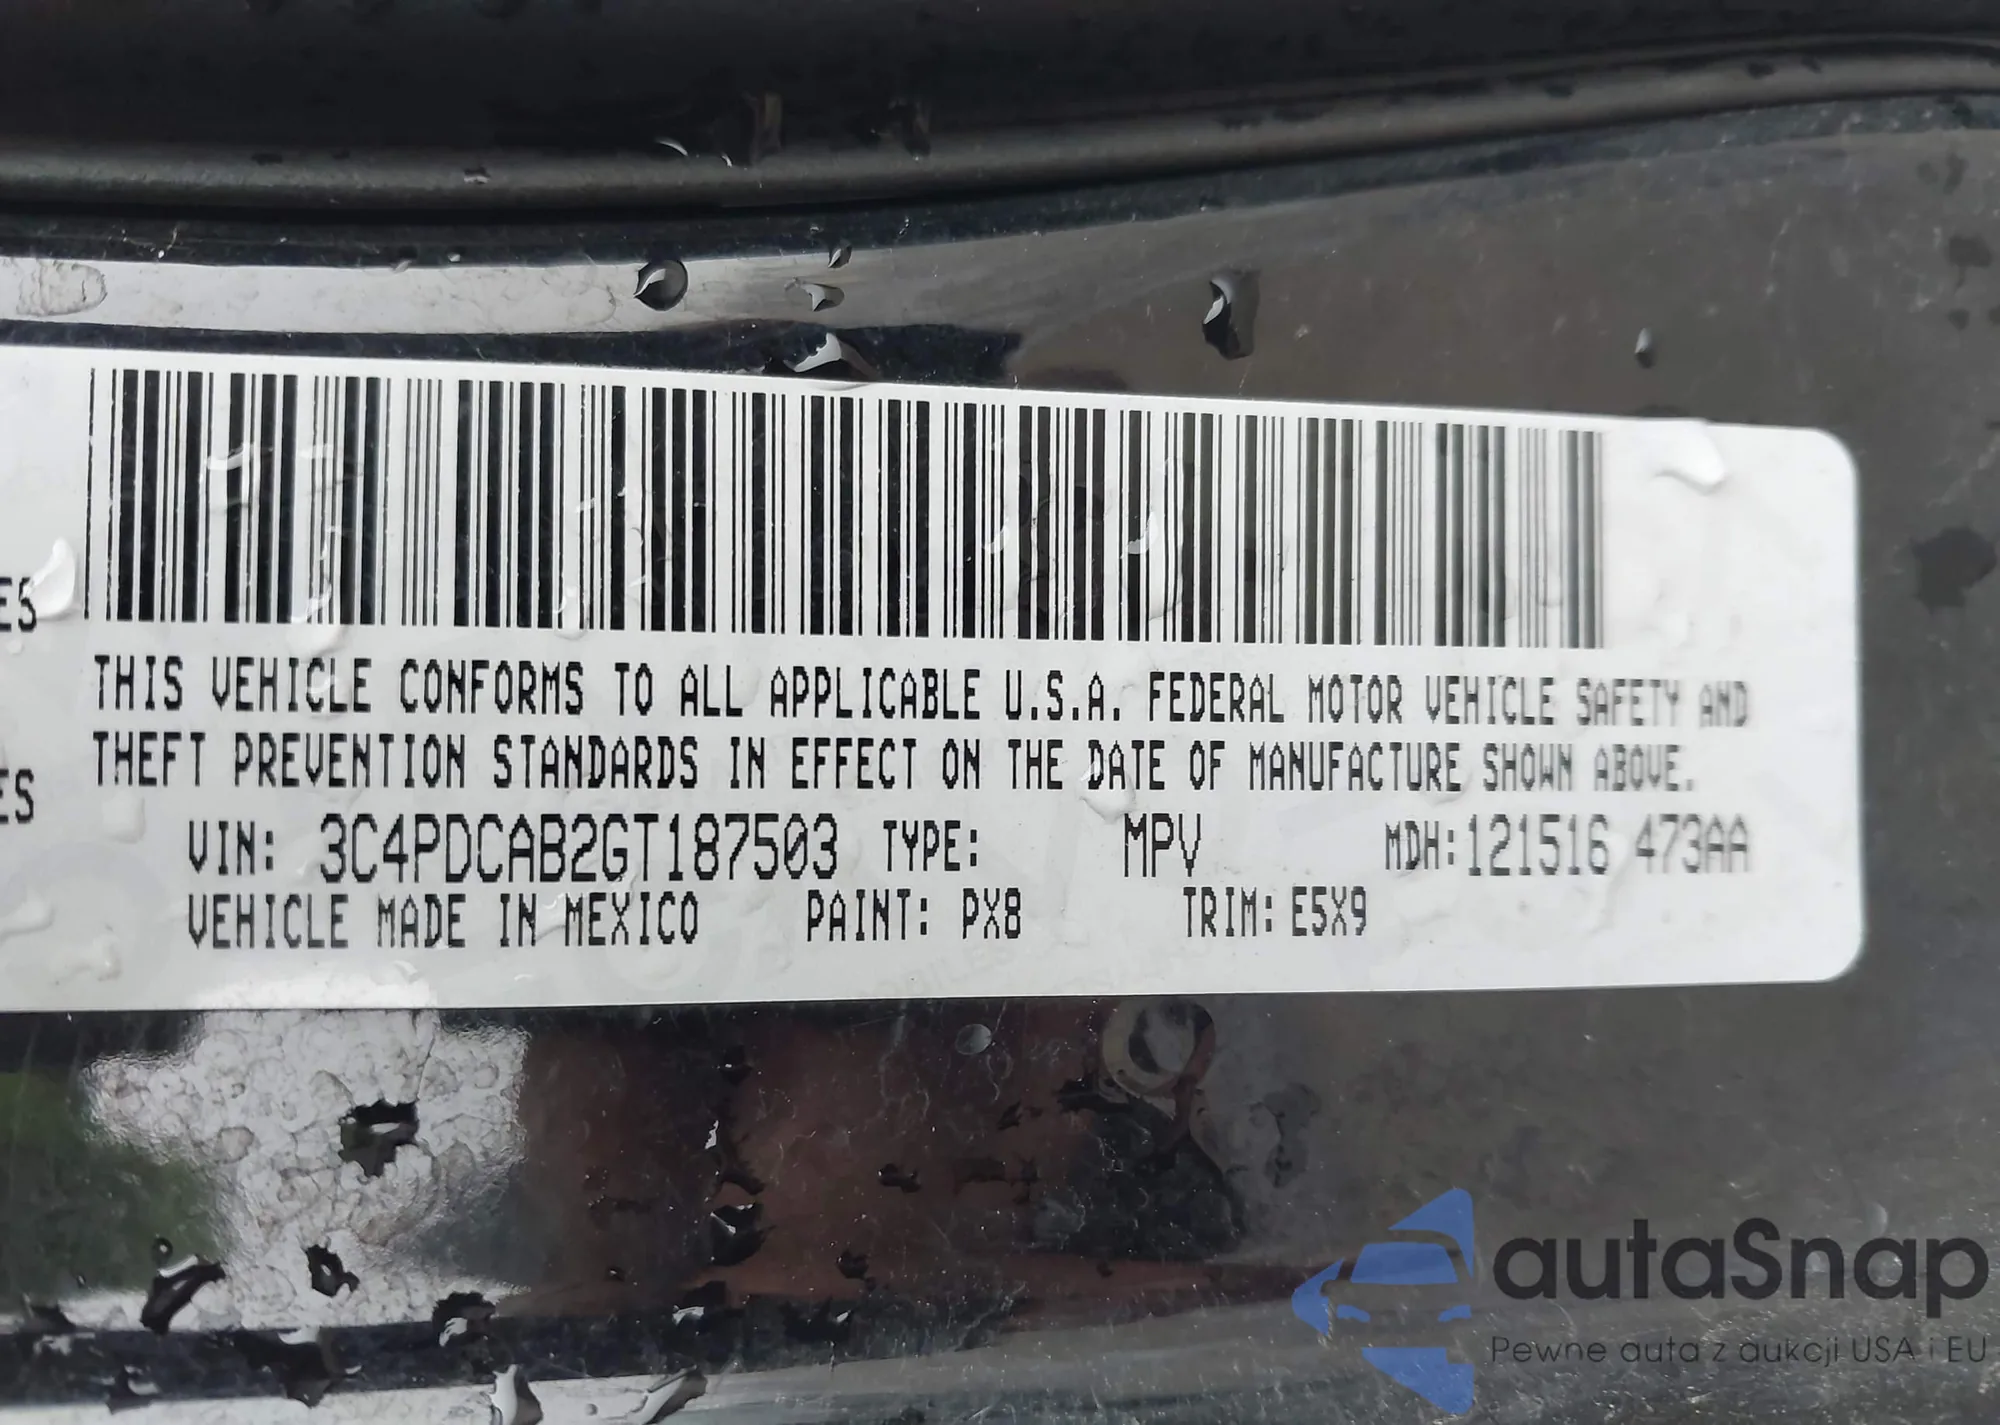 ES
ES
THIS VEHICLE CONFORMS TO ALL APPLICABLE U.S.A. FEDERAL MOTOR VEHICLE SAFETY AND
THEFT PREVENTION STANDARDS IN EFFECT ON THE DATE OF MANUFACTURE SHOWN ABOVE.
VIN: 3C4PDCAB2GT187503 TYPE: MPV MDH:121516 473AA
VEHICLE MADE IN MEXICO PAINT: PX8 TRIM: E5X9
autaSnap
Pewne auta z aukcji USA i EU